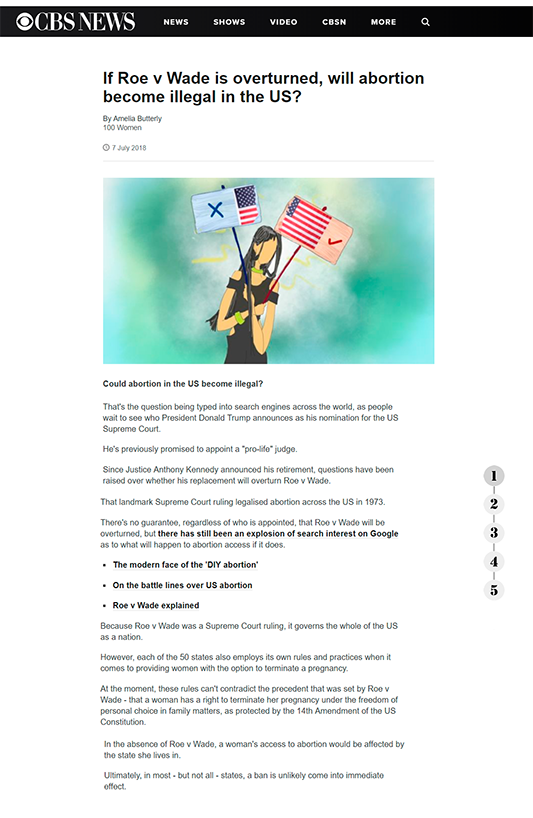 CBS NEWS
NEWS SHOWS VIDEO CBSN MORE
If Roe v Wade is overturned, will abortion
become illegal in the US?
By Amelia Butterly
100 Women
7 July 2018
Could abortion in the US become illegal?
That's the question being typed into search engines across the world, as people
wait to see who President Donald Trump announces as his nomination for the US
Supreme Court.
He's previously promised to appoint a "pro-life" judge.
Since Justice Anthony Kennedy announced his retirement, questions have been
raised over whether his replacement will overturn Roe v Wade.
That landmark Supreme Court ruling legalised abortion across the US in 1973.
There's no guarantee, regardless of who is appointed, that Roe v Wade will be
overturned, but there has still been an explosion of search interest on Google
as to what will happen to abortion access if it does.
• The modern face of the 'DIY abortion'
• On the battle lines over US abortion
• Roe v Wade explained
Because Roe v Wade was a Supreme Court ruling, it governs the whole of the US
as a nation.
However, each of the 50 states also employs its own rules and practices when it
comes to providing women with the option to terminate a pregnancy.
At the moment, these rules can't contradict the precedent that was set by Roe v
Wade - that a woman has a right to terminate her pregnancy under the freedom of
personal choice in family matters, as protected by the 14th Amendment of the US
Constitution.
In the absence of Roe v Wade, a woman's access to abortion would be affected by
the state she lives in.
Ultimately, in most - but not all - states, a ban is unlikely come into immediate
effect.
1
2
3
4
5